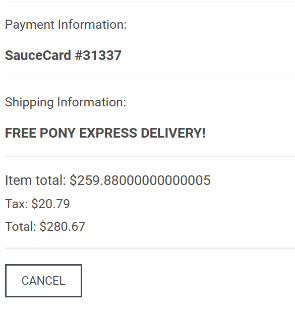 Payment Information:
SauceCard #31337
Shipping Information:
FREE PONY EXPRESS DELIVERY!
Item total: $259.88000000000005
Tax: $20.79
Total: $280.67
CANCEL